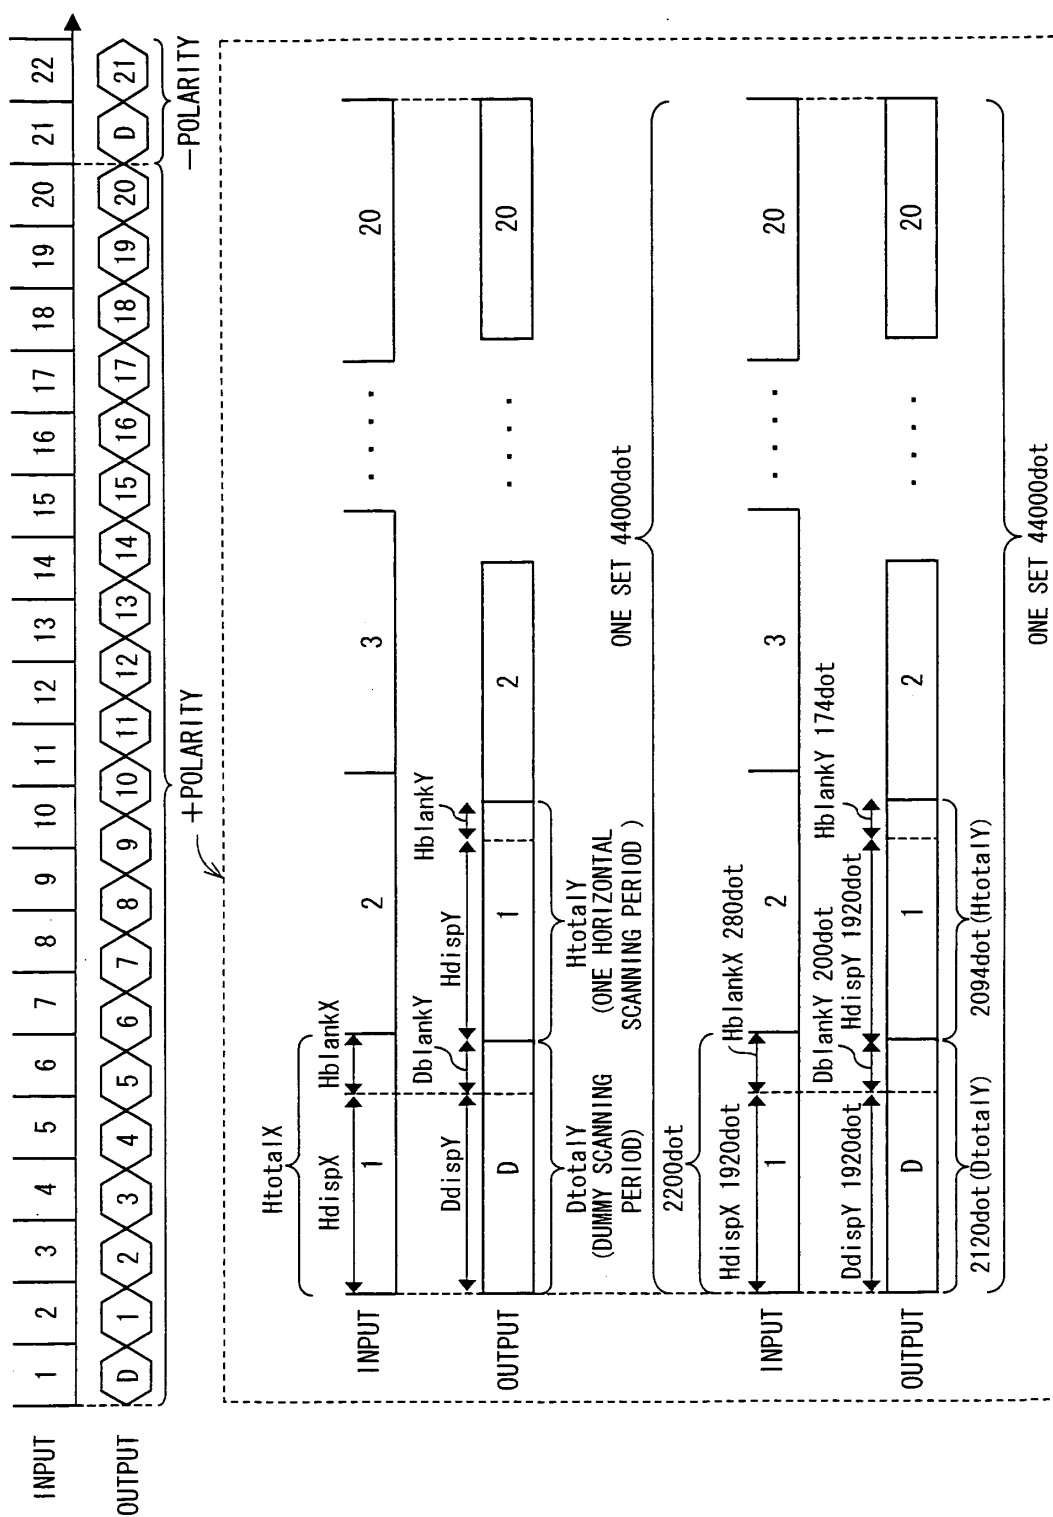 INPUT 1 2 3 4 5 6 7 8 9 10 11 12 13 14 15 16 17 18 19 20 21 22
OUTPUT D 1 2 3 4 5 6 7 8 9 10 11 12 13 14 15 16 17 18 19 20 D 21
+POLARITY −POLARITY
HtotalX
HdispX HblankX
INPUT 1 2 3 ···· 20
DdispY DblankY HdispY HblankY
OUTPUT D 1 2 ···· 20
DtotalY
(DUMMY SCANNING
PERIOD)
HtotalY
(ONE HORIZONTAL
SCANNING PERIOD )
ONE SET 44000dot
2200dot
HdispX 1920dot HblankX 280dot
INPUT 1 2 3 ···· 20
DdispY 1920dot DblankY 200dot
HdispY 1920dot HblankY 174dot
OUTPUT D 1 2 ···· 20
2120dot(DtotalY) 2094dot(HtotalY)
ONE SET 44000dot